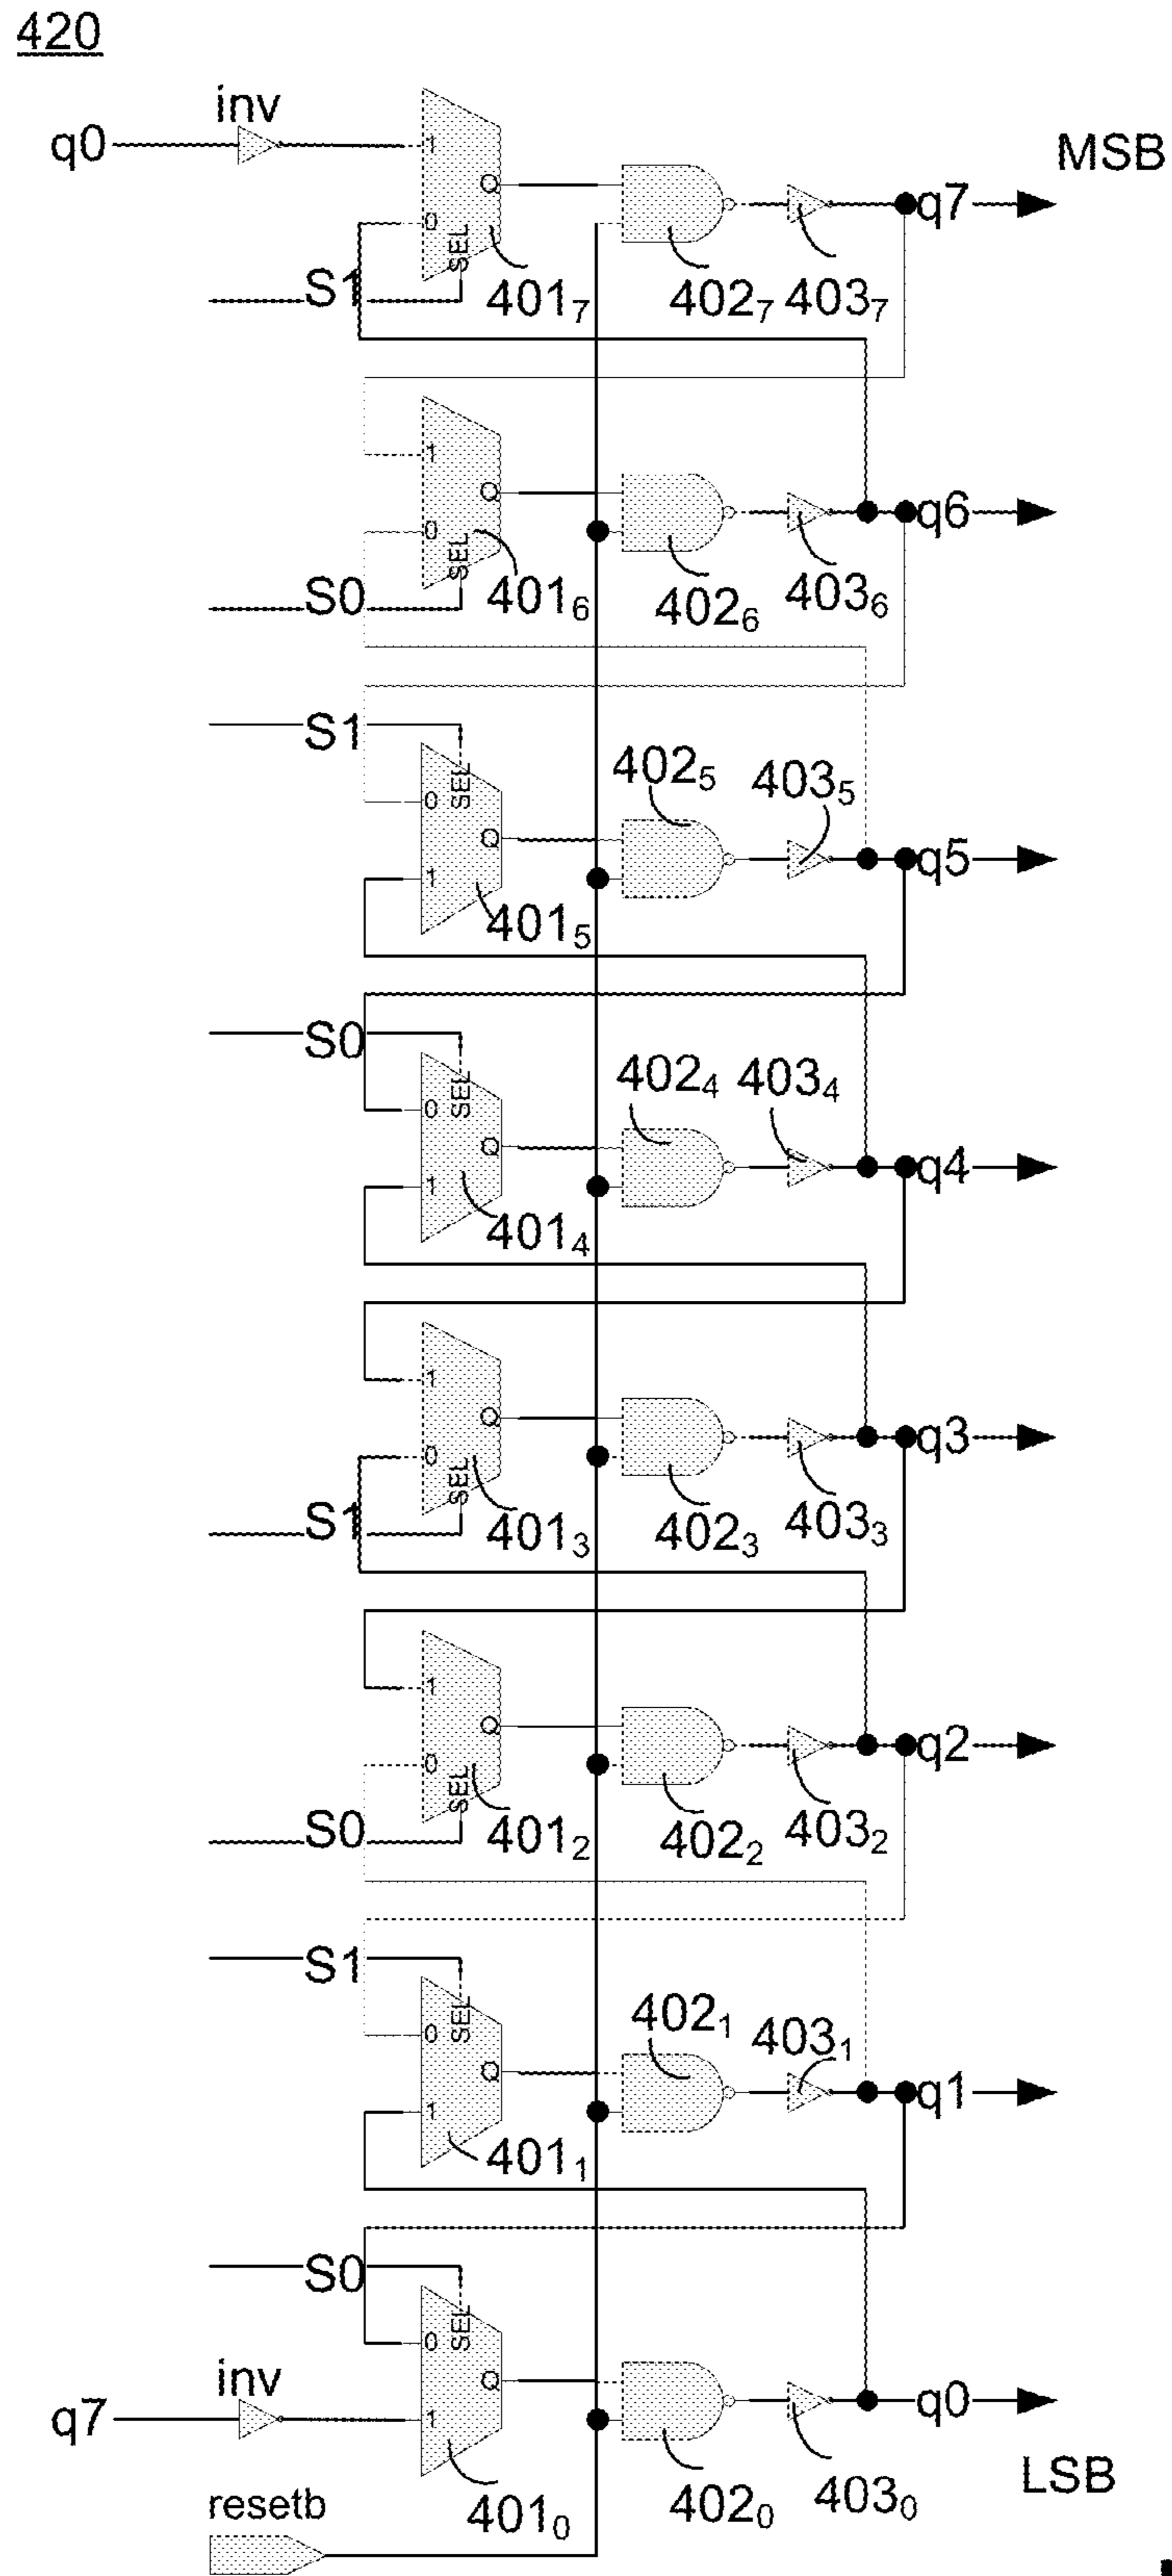 420
inv
q0
MSB
1
Q
q7
0
SEL
S1
401₇
402₇
403₇
1
Q
q6
0
SEL
S0
401₆
402₆
403₆
S1
SEL
402₅
403₅
0
Q
q5
1
401₅
S0
SEL
402₄
403₄
0
Q
q4
1
401₄
1
Q
q3
0
SEL
S1
401₃
402₃
403₃
1
Q
q2
0
SEL
S0
401₂
402₂
403₂
S1
SEL
402₁
403₁
0
Q
q1
1
401₁
S0
SEL
0
Q
inv
q7
1
q0
LSB
resetb
401₀
402₀
403₀